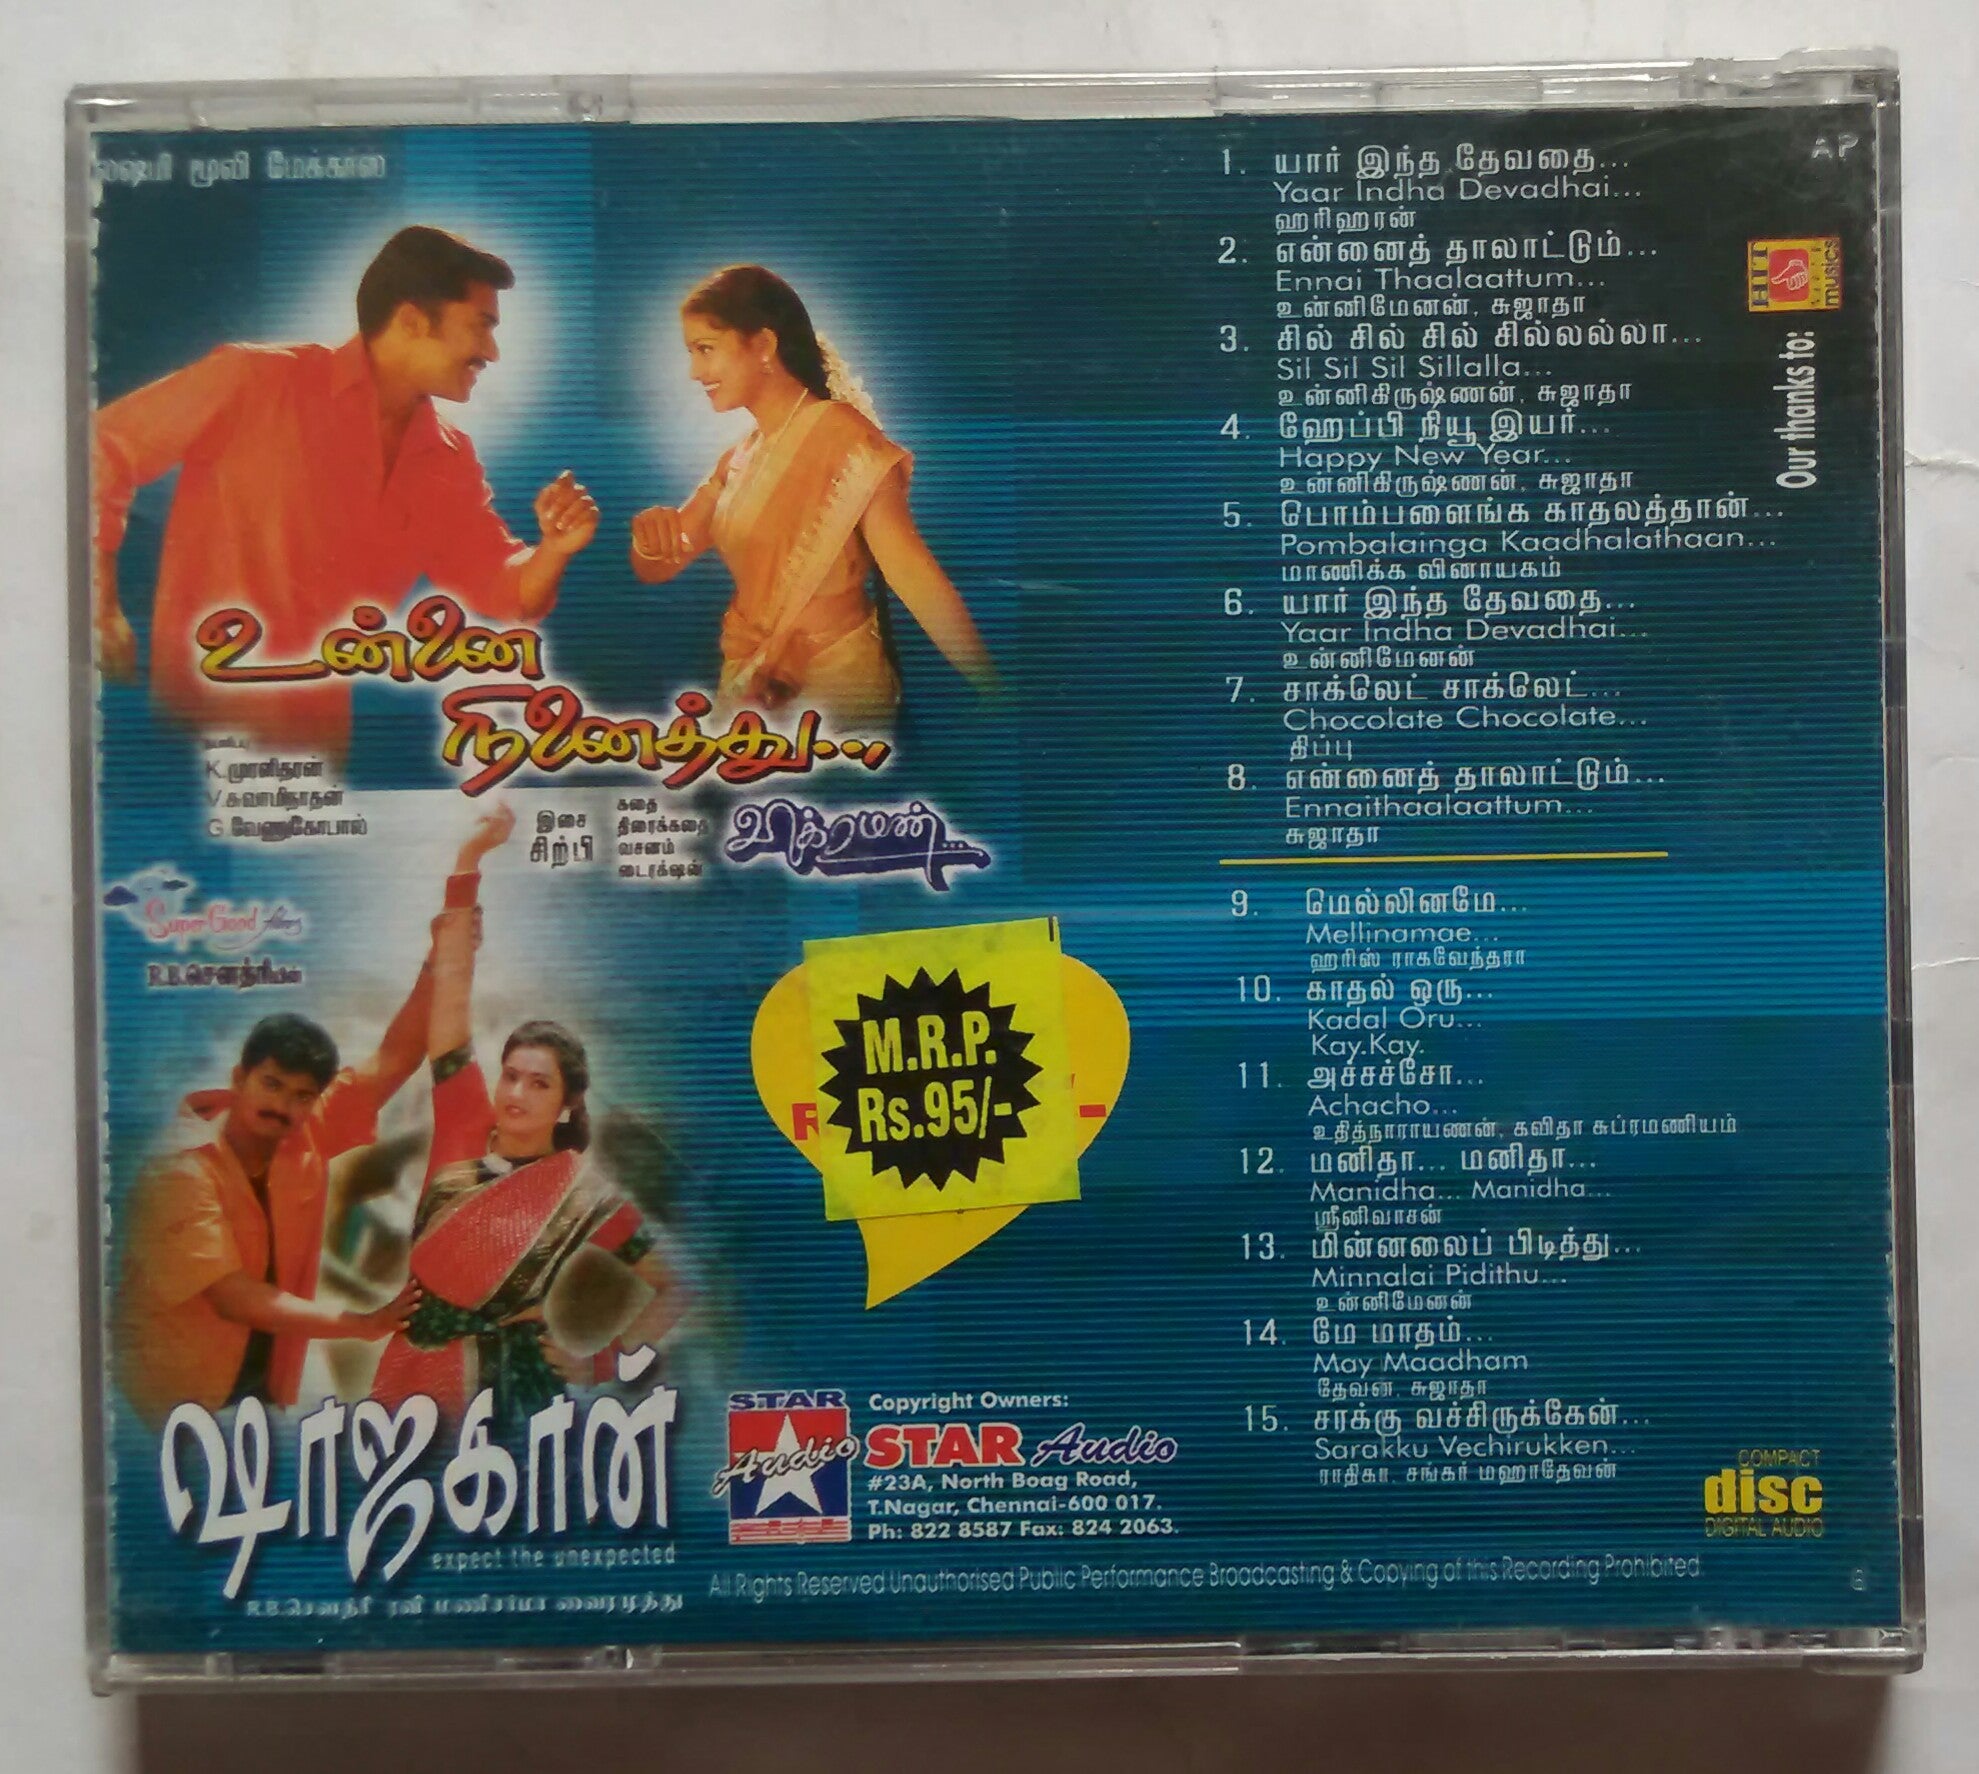 மூவி மேக்கர்ஸ்
உன்னை
நினைத்து...
K.முரளிதரன்
V.சுவாமிநாதன்
G.வேணுகோபால்
இசை
சிற்பி
கதை
திரைக்கதை
வசனம்
டைரக்ஷன்
விக்ரமன்...
Super Good Films
R.B.சௌத்ரியின்
ஷாஜகான்
expect the unexpected
R.B.சௌத்ரி ரவி மணிசர்மா வைரமுத்து
M.R.P.
Rs.95/-
STAR
Audio
Copyright Owners:
STAR Audio
#23A, North Boag Road,
T.Nagar, Chennai-600 017.
Ph: 822 8587 Fax: 824 2063.
All Rights Reserved Unauthorised Public Performance Broadcasting & Copying of this Recording Prohibited.
1. யார் இந்த தேவதை...
Yaar Indha Devadhai...
ஹரிஹரன்
2. என்னைத் தாலாட்டும்...
Ennai Thaalaattum...
உன்னிமேனன், சுஜாதா
3. சில் சில் சில் சில்லல்லா...
Sil Sil Sil Sillalla...
உன்னிகிருஷ்ணன், சுஜாதா
4. ஹேப்பி நியூ இயர்...
Happy New Year...
உன்னிகிருஷ்ணன், சுஜாதா
5. பொம்பளைங்க காதலத்தான்...
Pombalainga Kaadhalathaan...
மாணிக்க விநாயகம்
6. யார் இந்த தேவதை...
Yaar Indha Devadhai...
உன்னிமேனன்
7. சாக்லெட் சாக்லெட்...
Chocolate Chocolate...
திப்பு
8. என்னைத் தாலாட்டும்...
Ennaithaalaattum...
சுஜாதா
9. மெல்லினமே...
Mellinamae...
ஹரிஸ் ராகவேந்தரா
10. காதல் ஒரு...
Kadal Oru...
Kay.Kay.
11. அச்சச்சோ...
Achacho...
உதித்நாராயணன், கவிதா சுப்ரமணியம்
12. மனிதா... மனிதா...
Manidha... Manidha...
ஸ்ரீனிவாசன்
13. மின்னலைப் பிடித்து...
Minnalai Pidithu...
உன்னிமேனன்
14. மே மாதம்...
May Maadham
தேவன், சுஜாதா
15. சரக்கு வச்சிருக்கேன்...
Sarakku Vechirukken...
ராதிகா, சங்கர் மஹாதேவன்
AP
HIT
musics
Our thanks to:
COMPACT
disc
DIGITAL AUDIO